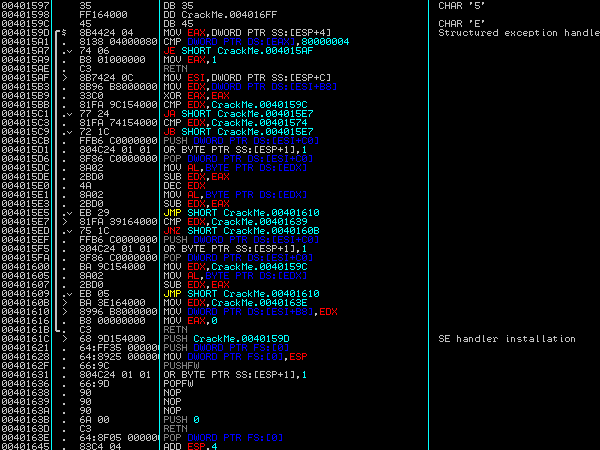 00401597 35 DB 35 CHAR '5'
00401598 FF164000 DD CrackMe.004016FF
0040159C 45 DB 45 CHAR 'E'
0040159D $ 8B4424 04 MOV EAX,DWORD PTR SS:[ESP+4] Structured exception handle
004015A1 . 8138 04000080 CMP DWORD PTR DS:[EAX],80000004
004015A7 .v 74 06 JE SHORT CrackMe.004015AF
004015A9 . B8 01000000 MOV EAX,1
004015AE . C3 RETN
004015AF > 8B7424 0C MOV ESI,DWORD PTR SS:[ESP+C]
004015B3 . 8B96 B8000000 MOV EDX,DWORD PTR DS:[ESI+B8]
004015B9 . 33C0 XOR EAX,EAX
004015BB . 81FA 9C154000 CMP EDX,CrackMe.0040159C
004015C1 .v 77 24 JA SHORT CrackMe.004015E7
004015C3 . 81FA 74154000 CMP EDX,CrackMe.00401574
004015C9 .v 72 1C JB SHORT CrackMe.004015E7
004015CB . FFB6 C0000000 PUSH DWORD PTR DS:[ESI+C0]
004015D1 . 804C24 01 01 OR BYTE PTR SS:[ESP+1],1
004015D6 . 8F86 C0000000 POP DWORD PTR DS:[ESI+C0]
004015DC . 8A02 MOV AL,BYTE PTR DS:[EDX]
004015DE . 2BD0 SUB EDX,EAX
004015E0 . 4A DEC EDX
004015E1 . 8A02 MOV AL,BYTE PTR DS:[EDX]
004015E3 . 2BD0 SUB EDX,EAX
004015E5 .v EB 29 JMP SHORT CrackMe.00401610
004015E7 > 81FA 39164000 CMP EDX,CrackMe.00401639
004015ED .v 75 1C JNZ SHORT CrackMe.0040160B
004015EF . FFB6 C0000000 PUSH DWORD PTR DS:[ESI+C0]
004015F5 . 804C24 01 01 OR BYTE PTR SS:[ESP+1],1
004015FA . 8F86 C0000000 POP DWORD PTR DS:[ESI+C0]
00401600 . BA 9C154000 MOV EDX,CrackMe.0040159C
00401605 . 8A02 MOV AL,BYTE PTR DS:[EDX]
00401607 . 2BD0 SUB EDX,EAX
00401609 .v EB 05 JMP SHORT CrackMe.00401610
0040160B > BA 3E164000 MOV EDX,CrackMe.0040163E
00401610 > 8996 B8000000 MOV DWORD PTR DS:[ESI+B8],EDX
00401616 . B8 00000000 MOV EAX,0
0040161B . C3 RETN
0040161C > 68 9D154000 PUSH CrackMe.0040159D SE handler installation
00401621 . 64:FF35 000000 PUSH DWORD PTR FS:[0]
00401628 . 64:8925 000000 MOV DWORD PTR FS:[0],ESP
0040162F . 66:9C PUSHFW
00401631 . 804C24 01 01 OR BYTE PTR SS:[ESP+1],1
00401636 . 66:9D POPFW
00401638 . 90 NOP
00401639 . 90 NOP
0040163A . 90 NOP
0040163B . 6A 00 PUSH 0
0040163D . C3 RETN
0040163E . 64:8F05 000000 POP DWORD PTR FS:[0]
00401645 . 83C4 04 ADD ESP,4